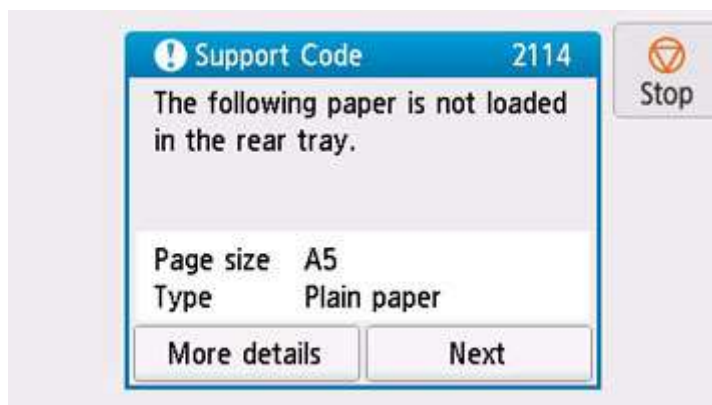 Support Code 2114
Stop
The following paper is not loaded
in the rear tray.
Page size A5
Type Plain paper
More details Next